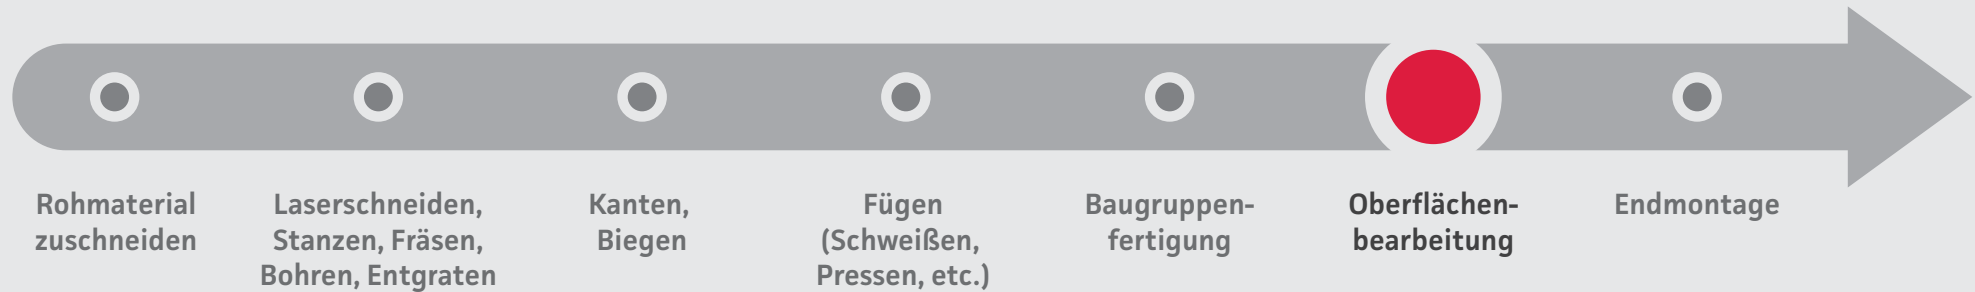 Rohmaterial
zuschneiden
Laserschneiden,
Stanzen, Fräsen,
Bohren, Entgraten
Kanten,
Biegen
Fügen
(Schweißen,
Pressen, etc.)
Baugruppen-
fertigung
Oberflächen-
bearbeitung
Endmontage